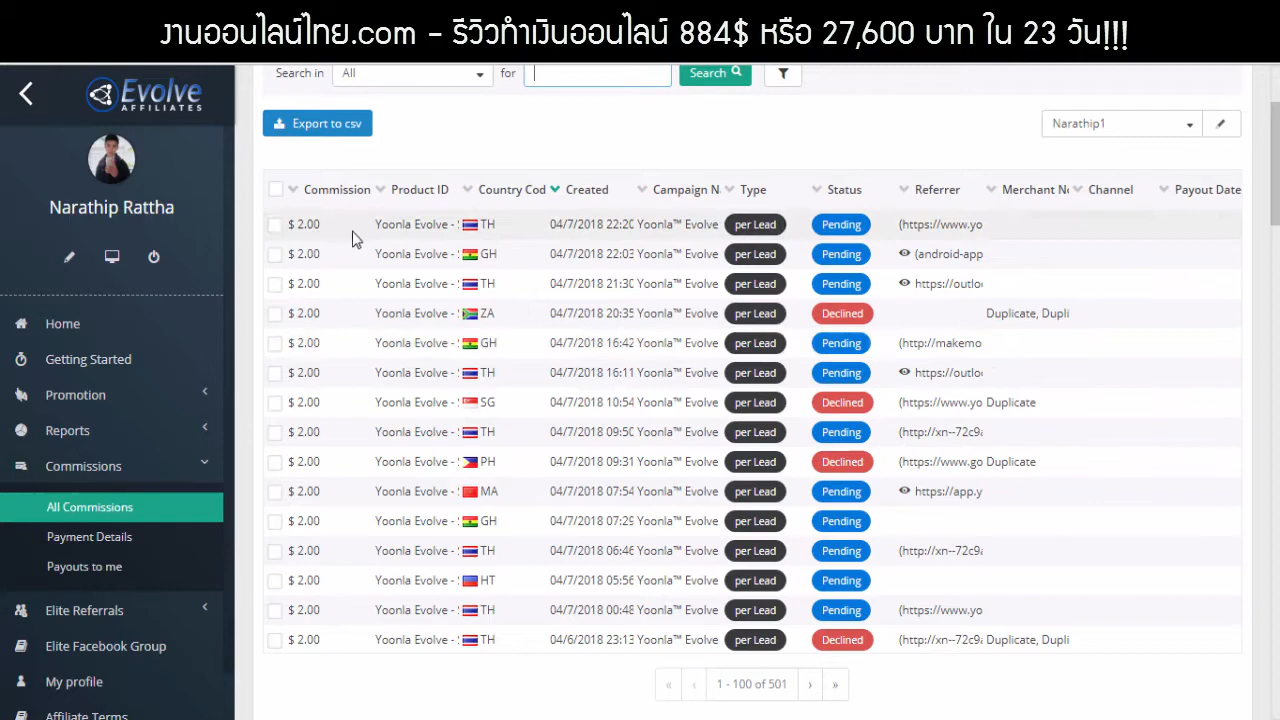 งานออนไลน์ไทย.com - รีวิวทำเงินออนไลน์ 884$ หรือ 27,600 บาท ใน 23 วัน!!!
Evolve AFFILIATES
Narathip Rattha
Home
Getting Started
Promotion
Reports
Commissions
All Commissions
Payment Details
Payouts to me
Elite Referrals
Elite Facebook Group
My profile
Affiliate Terms
Search in All for Search
Export to csv Narathip1
Commission Product ID Country Cod Created Campaign N. Type Status Referrer Merchant No Channel Payout Date
$ 2.00 Yoonla Evolve - TH 04/7/2018 22:20 Yoonla™ Evolve per Lead Pending (https://www.yo
$ 2.00 Yoonla Evolve - GH 04/7/2018 22:03 Yoonla™ Evolve per Lead Pending (android-app
$ 2.00 Yoonla Evolve - TH 04/7/2018 21:30 Yoonla™ Evolve per Lead Pending https://outlo
$ 2.00 Yoonla Evolve - ZA 04/7/2018 20:35 Yoonla™ Evolve per Lead Declined Duplicate, Dupli
$ 2.00 Yoonla Evolve - GH 04/7/2018 16:42 Yoonla™ Evolve per Lead Pending (http://makemo
$ 2.00 Yoonla Evolve - TH 04/7/2018 16:11 Yoonla™ Evolve per Lead Pending https://outlo
$ 2.00 Yoonla Evolve - SG 04/7/2018 10:54 Yoonla™ Evolve per Lead Declined (https://www.yo Duplicate
$ 2.00 Yoonla Evolve - TH 04/7/2018 09:50 Yoonla™ Evolve per Lead Pending (http://xn--72c9a
$ 2.00 Yoonla Evolve - PH 04/7/2018 09:31 Yoonla™ Evolve per Lead Declined (https://www.go Duplicate
$ 2.00 Yoonla Evolve - MA 04/7/2018 07:54 Yoonla™ Evolve per Lead Pending https://app.y
$ 2.00 Yoonla Evolve - GH 04/7/2018 07:29 Yoonla™ Evolve per Lead Pending
$ 2.00 Yoonla Evolve - TH 04/7/2018 06:46 Yoonla™ Evolve per Lead Pending (http://xn--72c9a
$ 2.00 Yoonla Evolve - HT 04/7/2018 05:56 Yoonla™ Evolve per Lead Pending
$ 2.00 Yoonla Evolve - TH 04/7/2018 00:48 Yoonla™ Evolve per Lead Pending (https://www.yo
$ 2.00 Yoonla Evolve - TH 04/6/2018 23:13 Yoonla™ Evolve per Lead Declined (http://xn--72c9a Duplicate, Dupli
« ‹ 1 - 100 of 501 › »